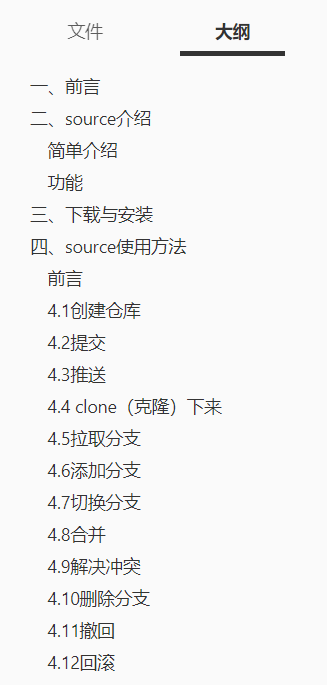 文件 大纲
一、前言
二、source介绍
简单介绍
功能
三、下载与安装
四、source使用方法
前言
4.1创建仓库
4.2提交
4.3推送
4.4 clone（克隆）下来
4.5拉取分支
4.6添加分支
4.7切换分支
4.8合并
4.9解决冲突
4.10删除分支
4.11撤回
4.12回滚